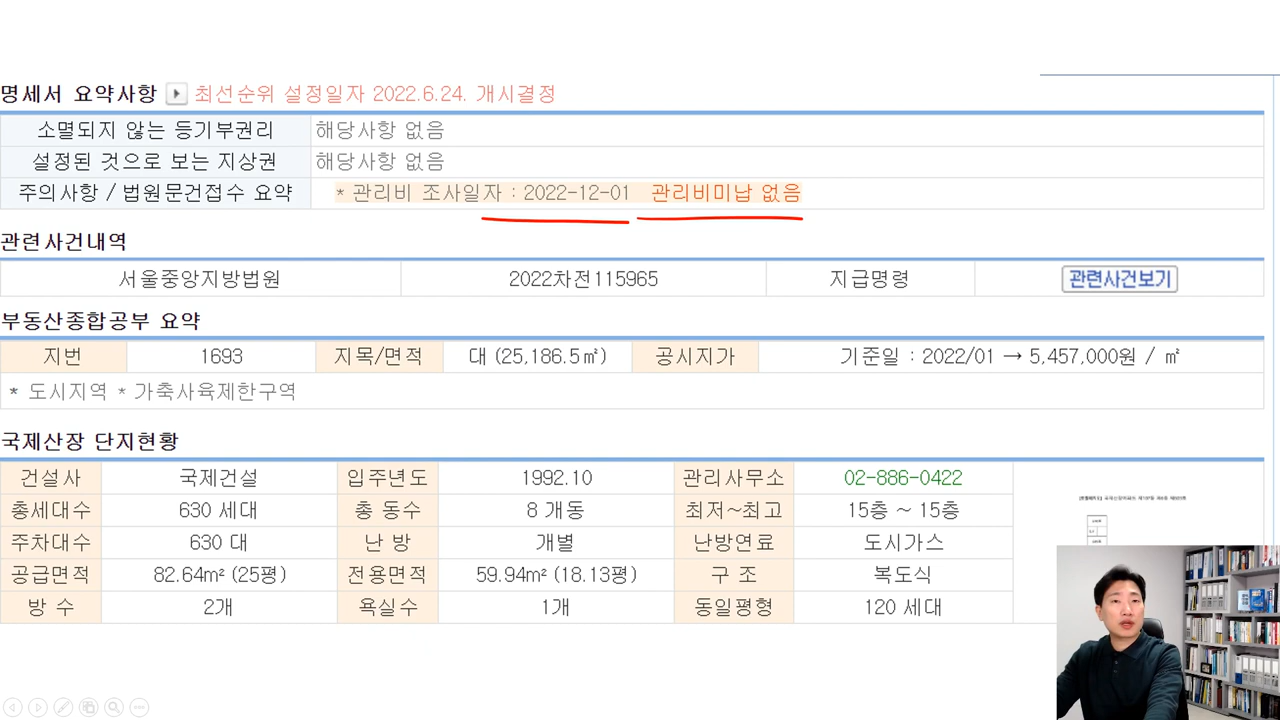 명세서 요약사항 최선순위 설정일자 2022.6.24. 개시결정
소멸되지 않는 등기부권리 해당사항 없음
설정된 것으로 보는 지상권 해당사항 없음
주의사항 / 법원문건접수 요약 * 관리비 조사일자 : 2022-12-01 관리비미납 없음
관련사건내역
서울중앙지방법원 2022차전115965 지급명령 관련사건보기
부동산종합공부 요약
지번 1693 지목/면적 대 (25,186.5㎡) 공시지가 기준일 : 2022/01 → 5,457,000원 / ㎡
* 도시지역 * 가축사육제한구역
국제산장 단지현황
건설사 국제건설 입주년도 1992.10 관리사무소 02-886-0422
총세대수 630 세대 총 동수 8 개동 최저~최고 15층 ~ 15층
주차대수 630 대 난 방 개별 난방연료 도시가스
공급면적 82.64m² (25평) 전용면적 59.94m² (18.13평) 구 조 복도식
방 수 2개 욕실수 1개 동일평형 120 세대